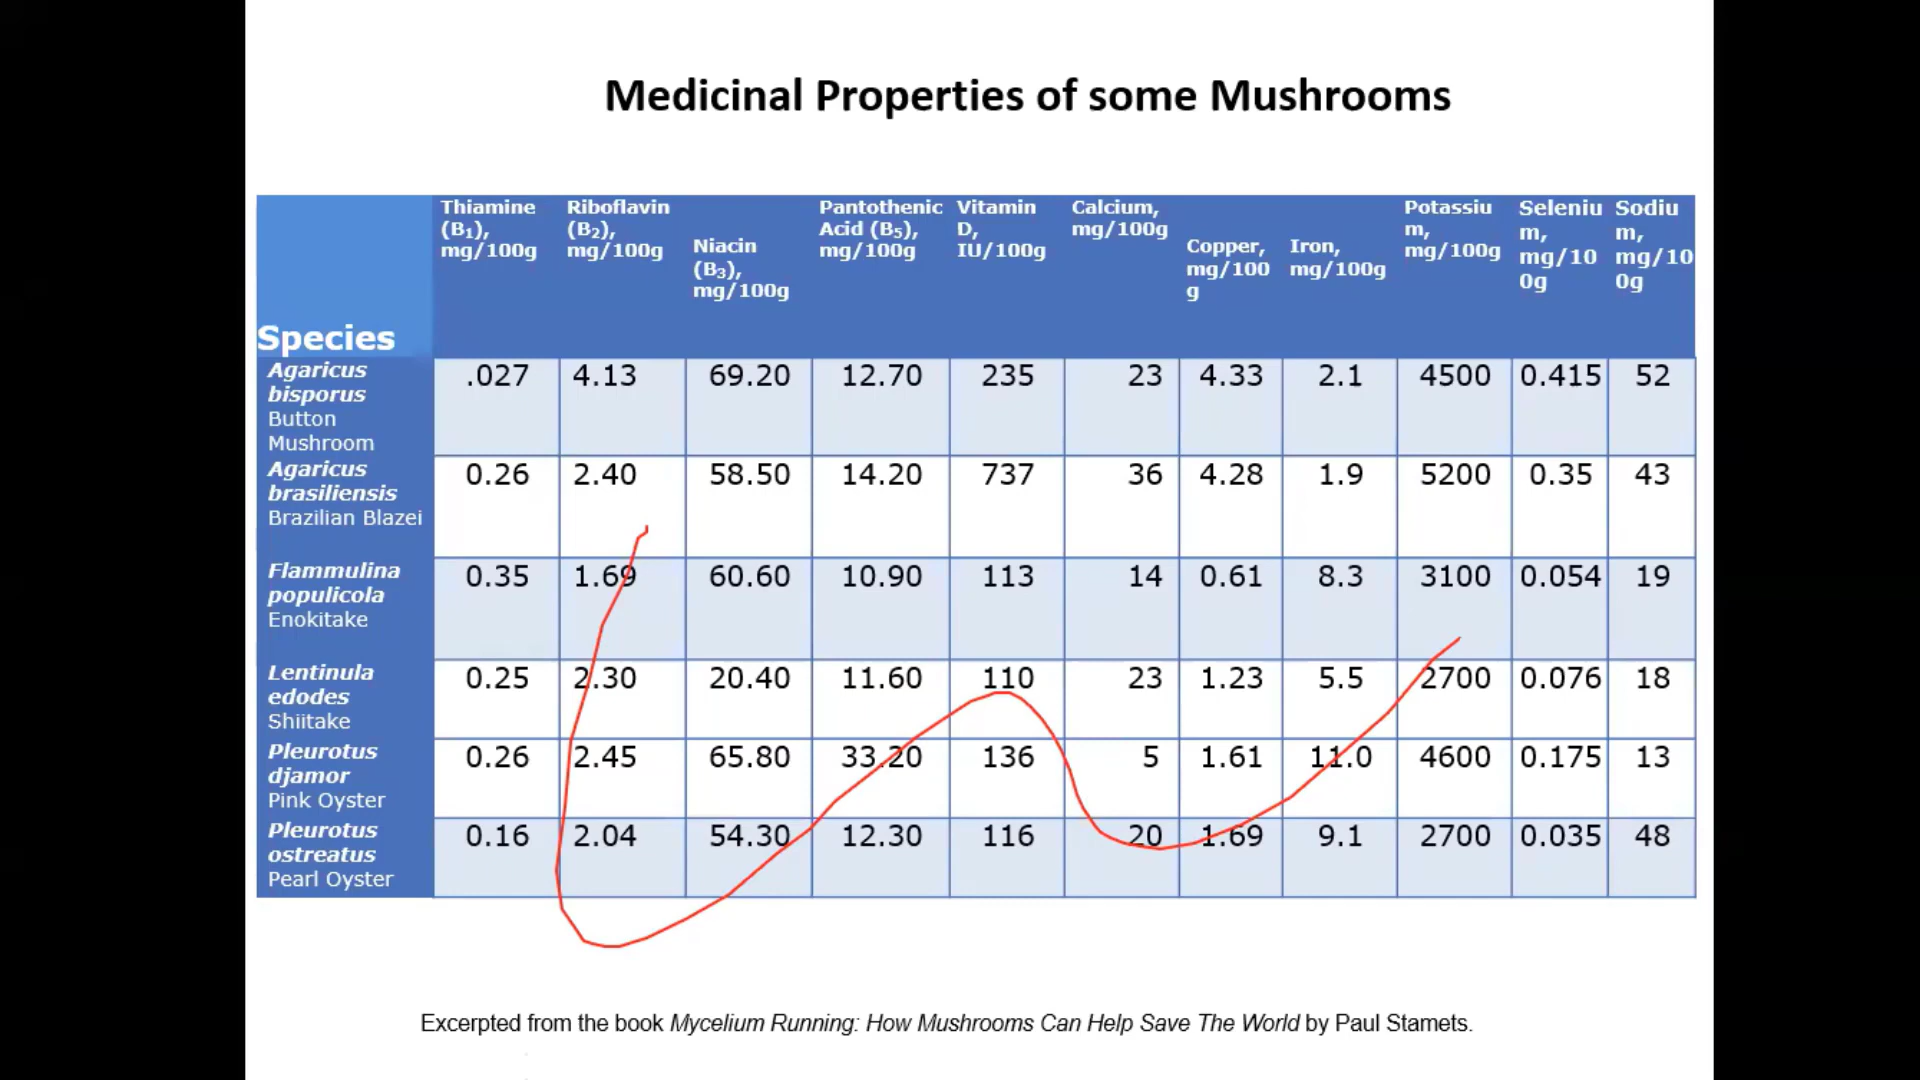 Medicinal Properties of some Mushrooms
Species
Thiamine
(B₁),
mg/100g
Riboflavin
(B₂),
mg/100g
Niacin
(B₃),
mg/100g
Pantothenic
Acid (B₅),
mg/100g
Vitamin
D,
IU/100g
Calcium,
mg/100g
Copper,
mg/100
g
Iron,
mg/100g
Potassiu
m,
mg/100g
Seleniu
m,
mg/10
0g
Sodiu
m,
mg/10
0g
Agaricus
bisporus
Button
Mushroom
.027 4.13 69.20 12.70 235 23 4.33 2.1 4500 0.415 52
Agaricus
brasiliensis
Brazilian Blazei
0.26 2.40 58.50 14.20 737 36 4.28 1.9 5200 0.35 43
Flammulina
populicola
Enokitake
0.35 1.69 60.60 10.90 113 14 0.61 8.3 3100 0.054 19
Lentinula
edodes
Shiitake
0.25 2.30 20.40 11.60 110 23 1.23 5.5 2700 0.076 18
Pleurotus
djamor
Pink Oyster
0.26 2.45 65.80 33.20 136 5 1.61 11.0 4600 0.175 13
Pleurotus
ostreatus
Pearl Oyster
0.16 2.04 54.30 12.30 116 20 1.69 9.1 2700 0.035 48
Excerpted from the book Mycelium Running: How Mushrooms Can Help Save The World by Paul Stamets.